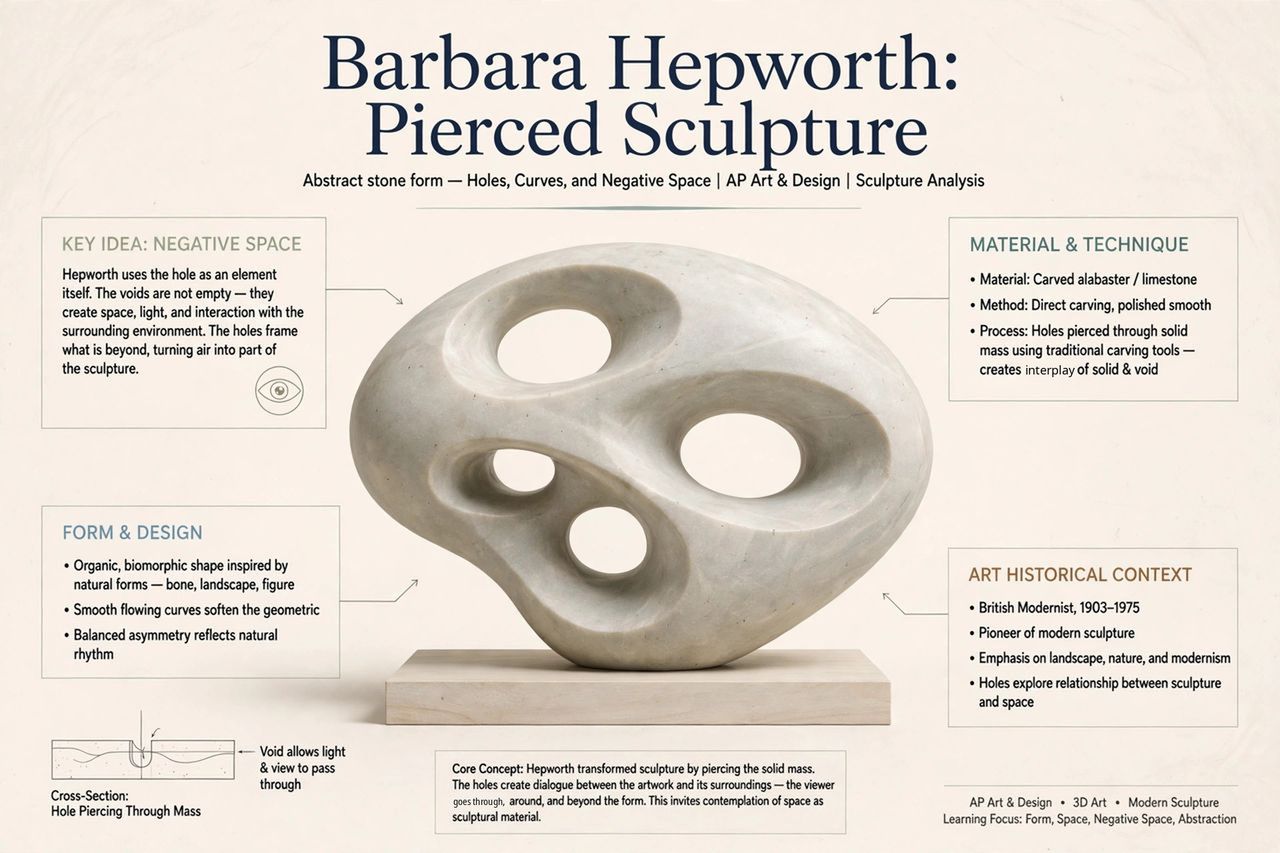 Barbara Hepworth:
Pierced Sculpture
Abstract stone form — Holes, Curves, and Negative Space | AP Art & Design | Sculpture Analysis
KEY IDEA: NEGATIVE SPACE
Hepworth uses the hole as an element
itself. The voids are not empty — they
create space, light, and interaction with the
surrounding environment. The holes frame
what is beyond, turning air into part of
the sculpture.
MATERIAL & TECHNIQUE
• Material: Carved alabaster / limestone
• Method: Direct carving, polished smooth
• Process: Holes pierced through solid
mass using traditional carving tools —
creates interplay of solid & void
FORM & DESIGN
• Organic, biomorphic shape inspired by
natural forms — bone, landscape, figure
• Smooth flowing curves soften the geometric
• Balanced asymmetry reflects natural
rhythm
ART HISTORICAL CONTEXT
• British Modernist, 1903–1975
• Pioneer of modern sculpture
• Emphasis on landscape, nature, and modernism
• Holes explore relationship between sculpture
and space
Void allows light
& view to pass
through
Cross-Section:
Hole Piercing Through Mass
Core Concept: Hepworth transformed sculpture by piercing the solid mass.
The holes create dialogue between the artwork and its surroundings — the viewer
goes through, around, and beyond the form. This invites contemplation of space as
sculptural material.
AP Art & Design • 3D Art • Modern Sculpture
Learning Focus: Form, Space, Negative Space, Abstraction